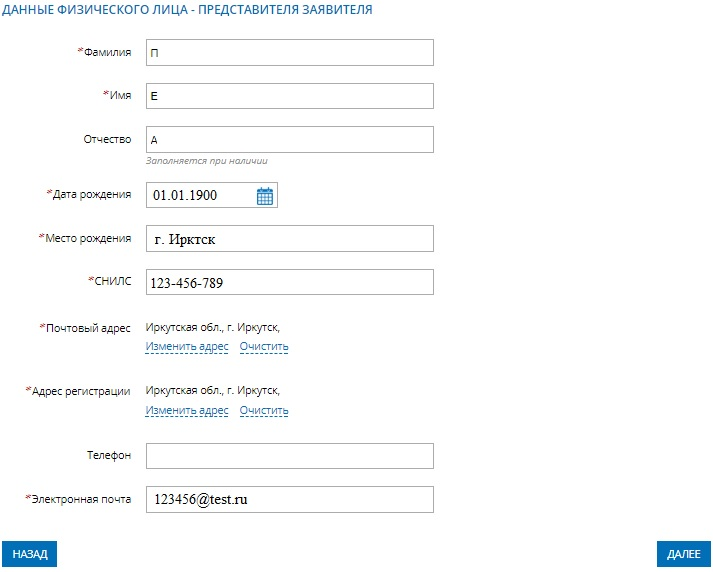 ДАННЫЕ ФИЗИЧЕСКОГО ЛИЦА - ПРЕДСТАВИТЕЛЯ ЗАЯВИТЕЛЯ
*Фамилия П
*Имя Е
Отчество А
Заполняется при наличии
*Дата рождения 01.01.1900
*Место рождения г. Ирктск
*СНИЛС 123-456-789
*Почтовый адрес Иркутская обл., г. Иркутск,
Изменить адрес Очистить
*Адрес регистрации Иркутская обл., г. Иркутск,
Изменить адрес Очистить
Телефон
*Электронная почта 123456@test.ru
НАЗАД ДАЛЕЕ